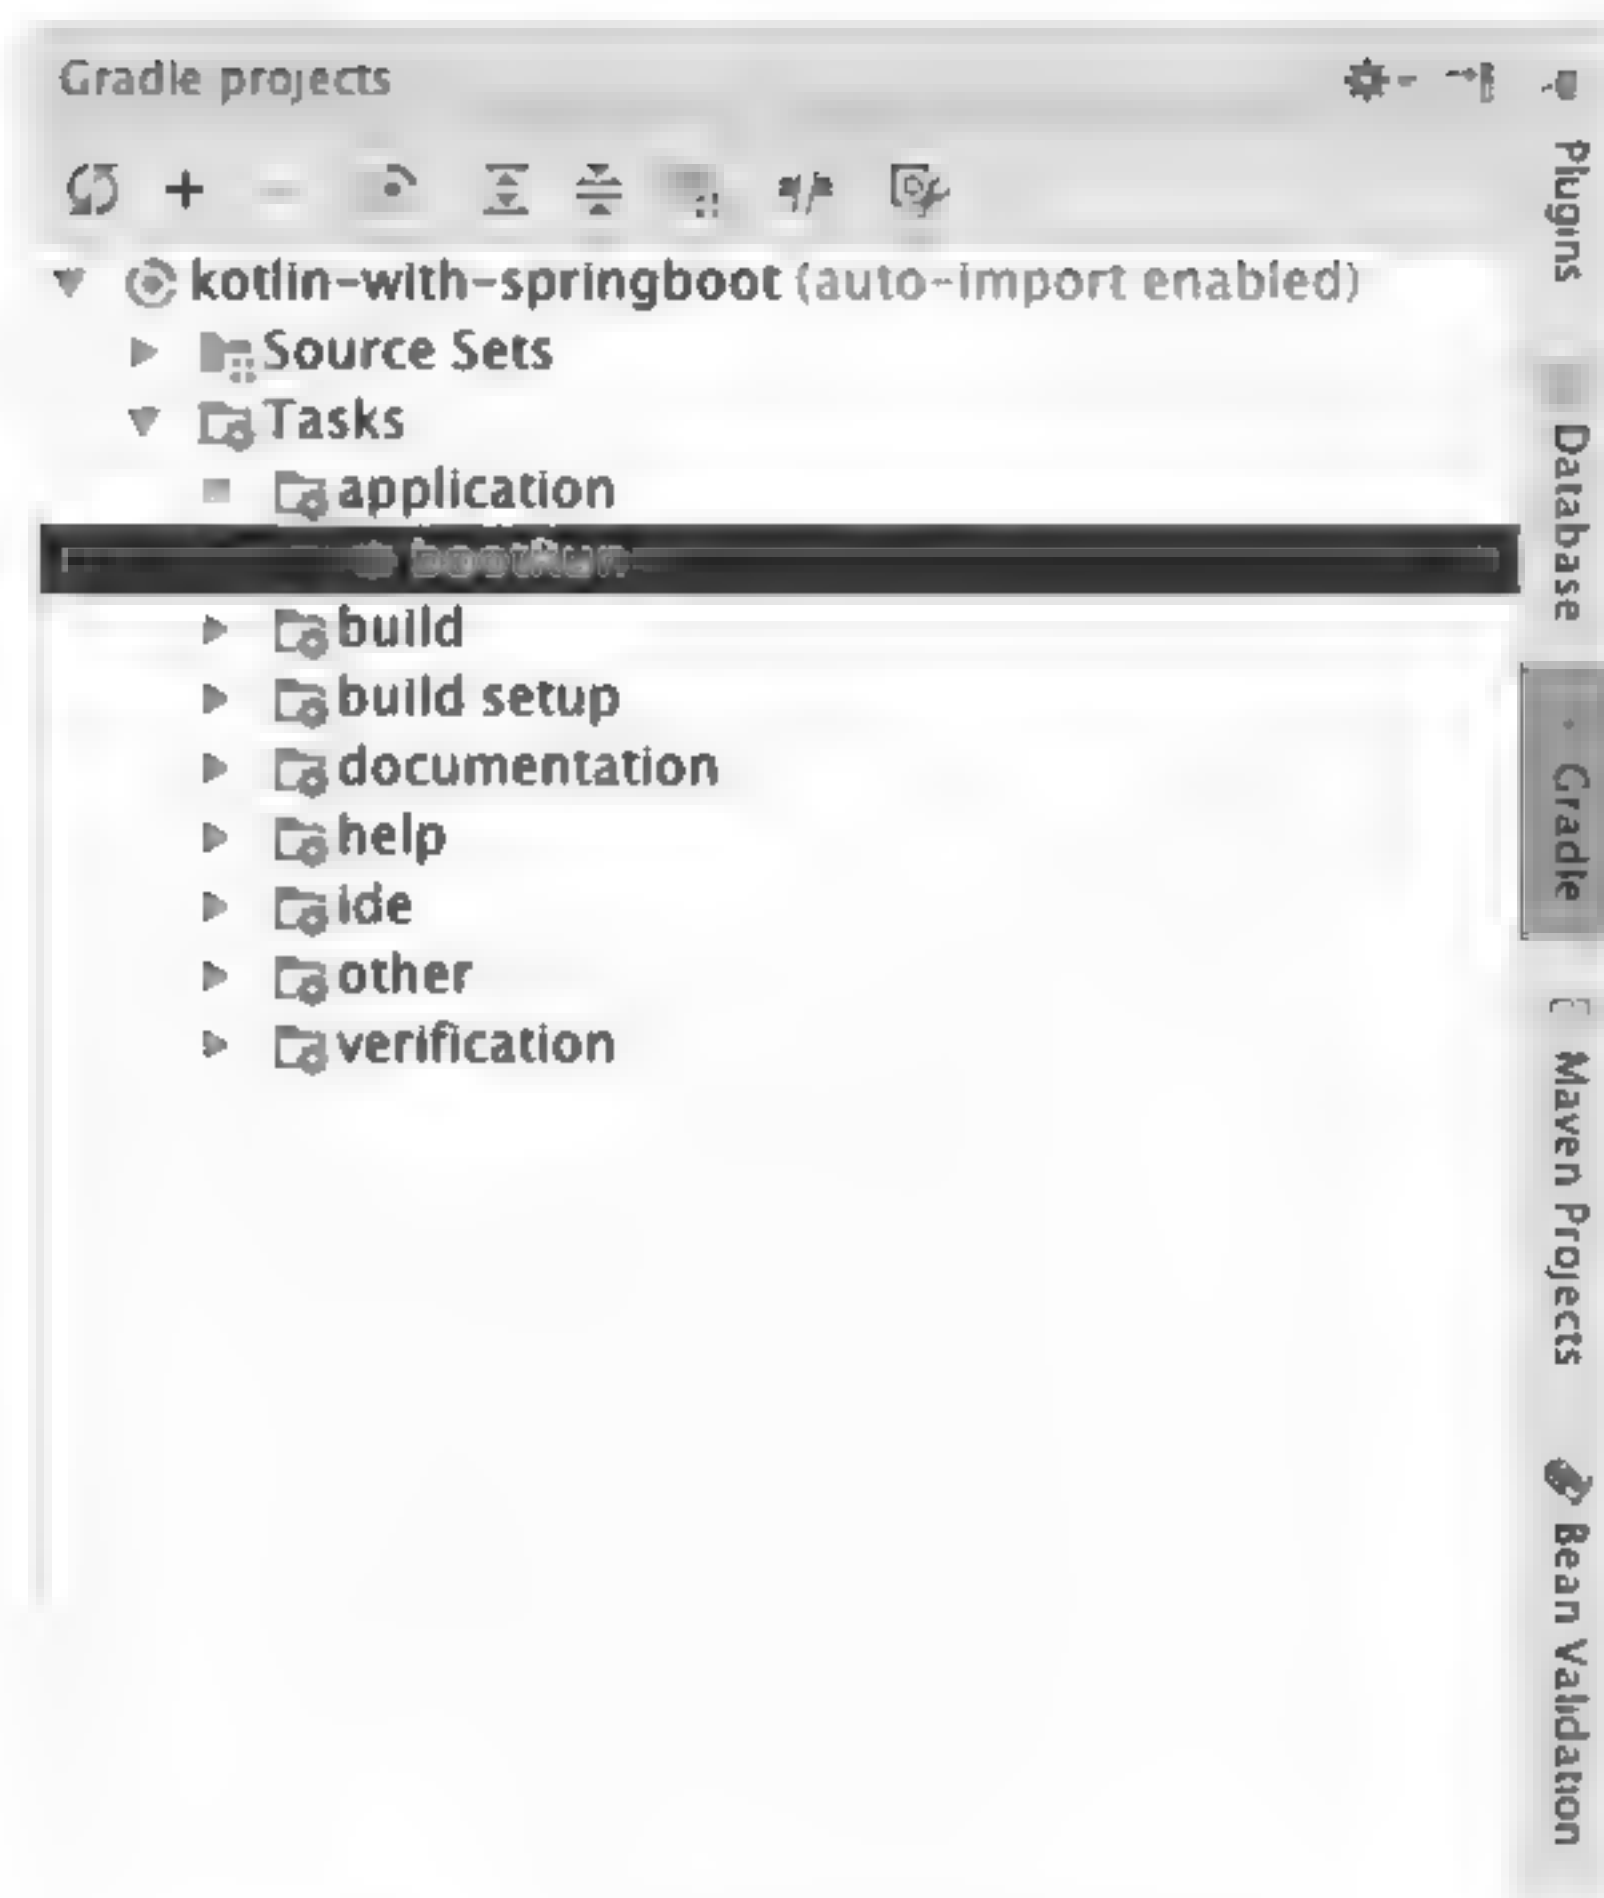 Gradle projects
kotlin-with-springboot (auto-import enabled)
Source Sets
Tasks
application
bootRun
build
build setup
documentation
help
ide
other
verification
Plugins
Database
Gradle
Maven Projects
Bean Validation